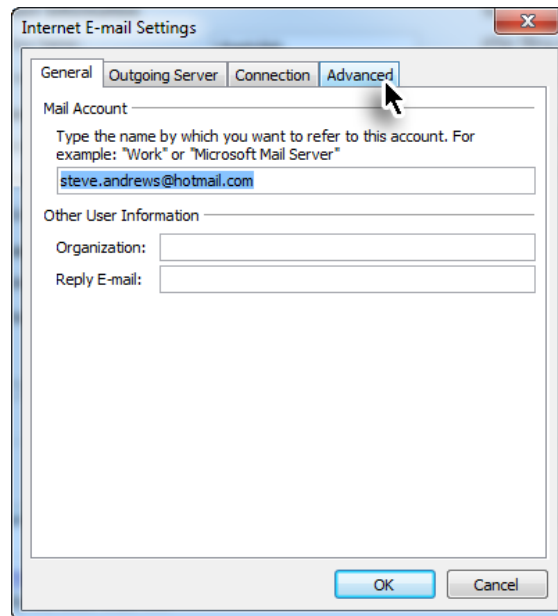 Internet E-mail Settings
General Outgoing Server Connection Advanced
Mail Account
Type the name by which you want to refer to this account. For
example: "Work" or "Microsoft Mail Server"
steve.andrews@hotmail.com
Other User Information
Organization:
Reply E-mail:
OK Cancel